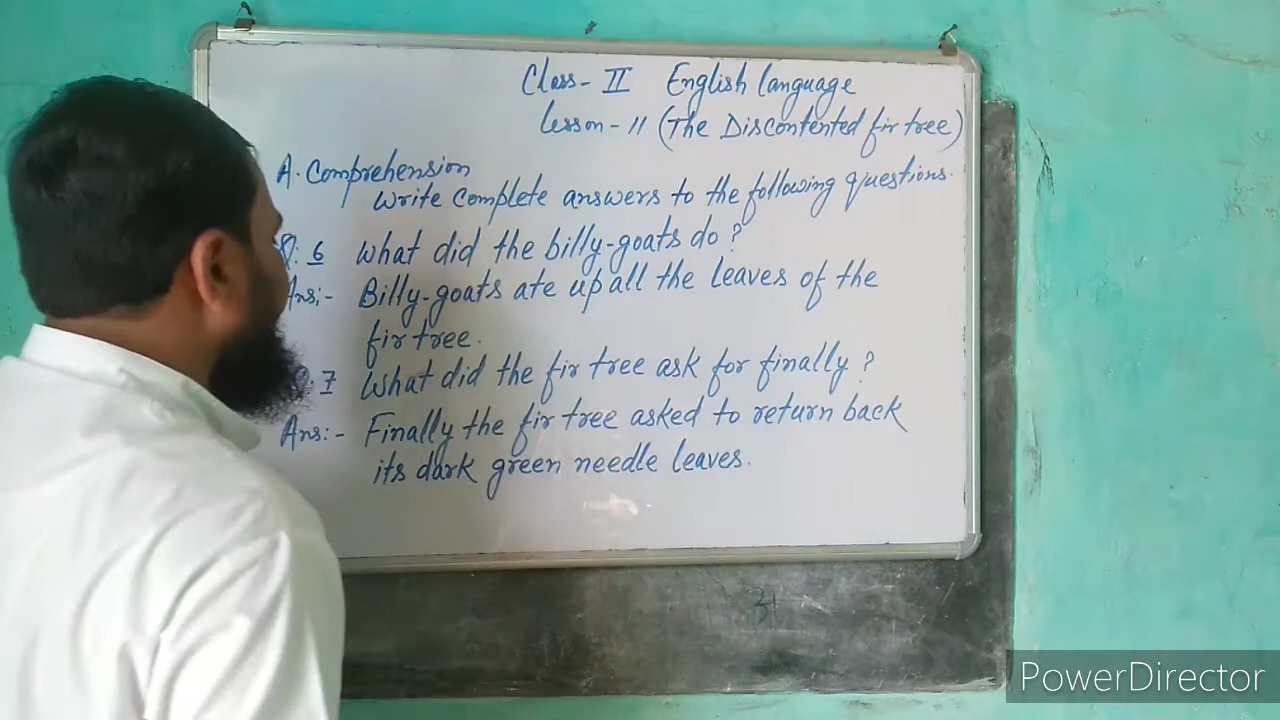 Class - II English language
Lesson - 11 (The Discontented fir tree)
A. Comprehension
Write complete answers to the following questions.
Q: 6 What did the billy-goats do?
Ans:- Billy-goats ate up all the leaves of the
fir tree.
: 7 What did the fir tree ask for finally?
Ans:- Finally the fir tree asked to return back
its dark green needle leaves.
PowerDirector